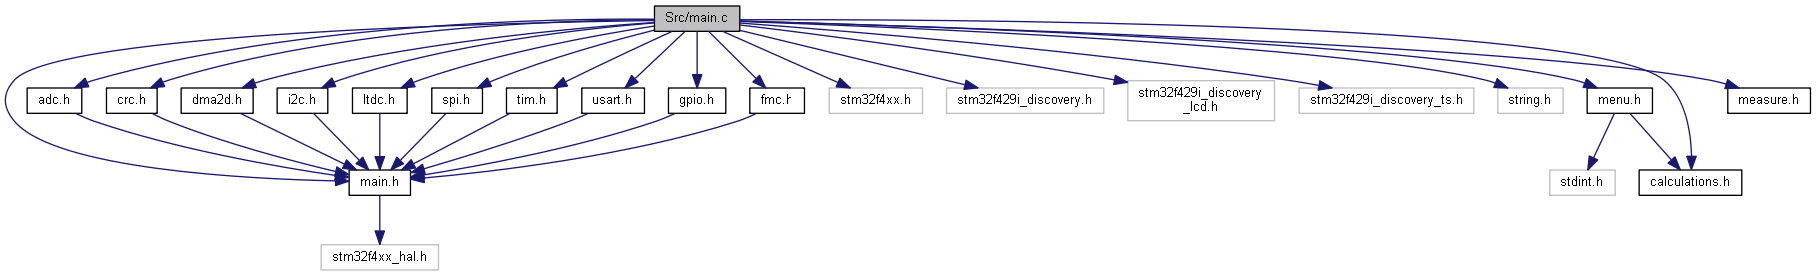 Src/main.c
adc.h
crc.h
dma2d.h
i2c.h
ltdc.h
spi.h
tim.h
usart.h
gpio.h
fmc.h
stm32f4xx.h
stm32f429i_discovery.h
stm32f429i_discovery
_lcd.h
stm32f429i_discovery_ts.h
string.h
menu.h
measure.h
main.h
stdint.h
calculations.h
stm32f4xx_hal.h